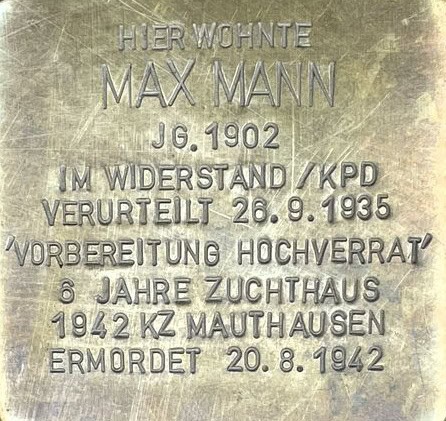 HIER WOHNTE
MAX MANN
JG. 1902
IM WIDERSTAND / KPD
VERURTEILT 26.9.1935
'VORBEREITUNG HOCHVERRAT'
6 JAHRE ZUCHTHAUS
1942 KZ MAUTHAUSEN
ERMORDET 20.8.1942